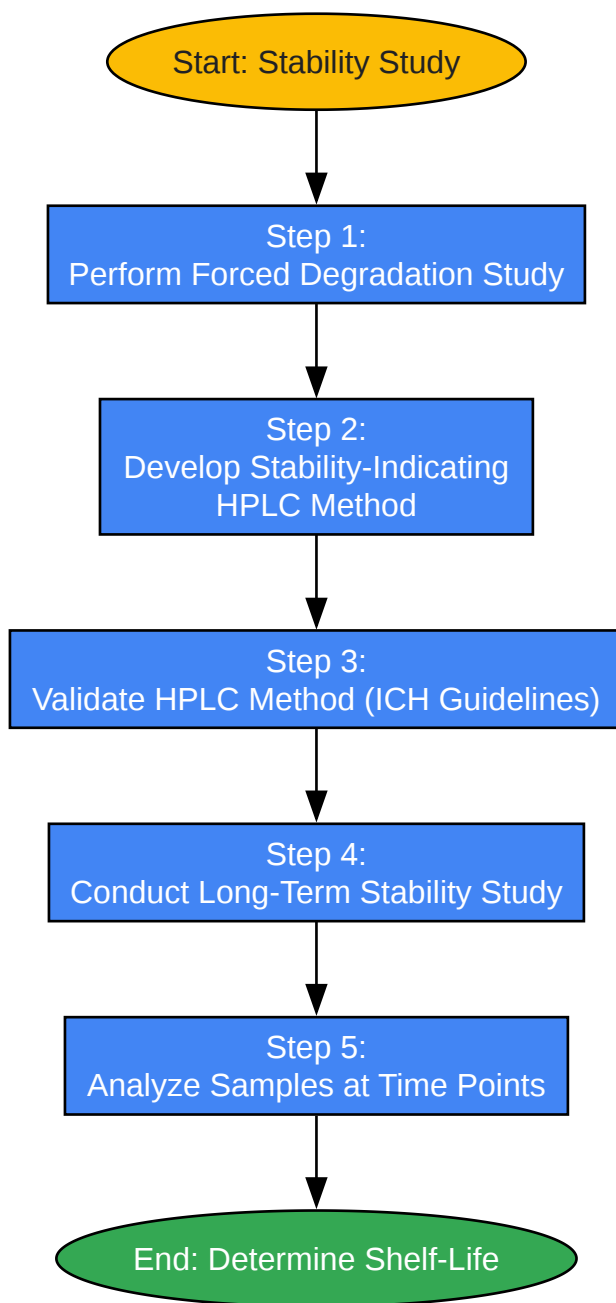 Start: Stability Study
Step 1:
Perform Forced Degradation Study
Step 2:
Develop Stability-Indicating
HPLC Method
Step 3:
Validate HPLC Method (ICH Guidelines)
Step 4:
Conduct Long-Term Stability Study
Step 5:
Analyze Samples at Time Points
End: Determine Shelf-Life